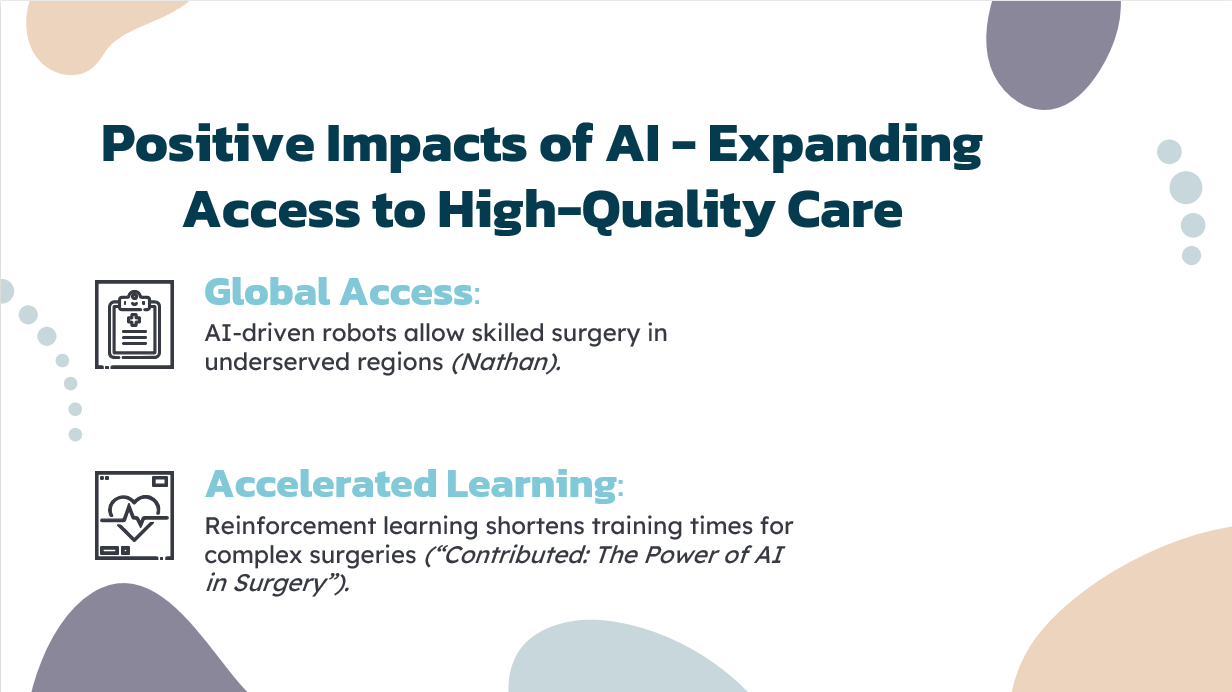 Positive Impacts of AI – Expanding
Access to High-Quality Care
Global Access:
AI-driven robots allow skilled surgery in
underserved regions (Nathan).
Accelerated Learning:
Reinforcement learning shortens training times for
complex surgeries (“Contributed: The Power of AI
in Surgery”).